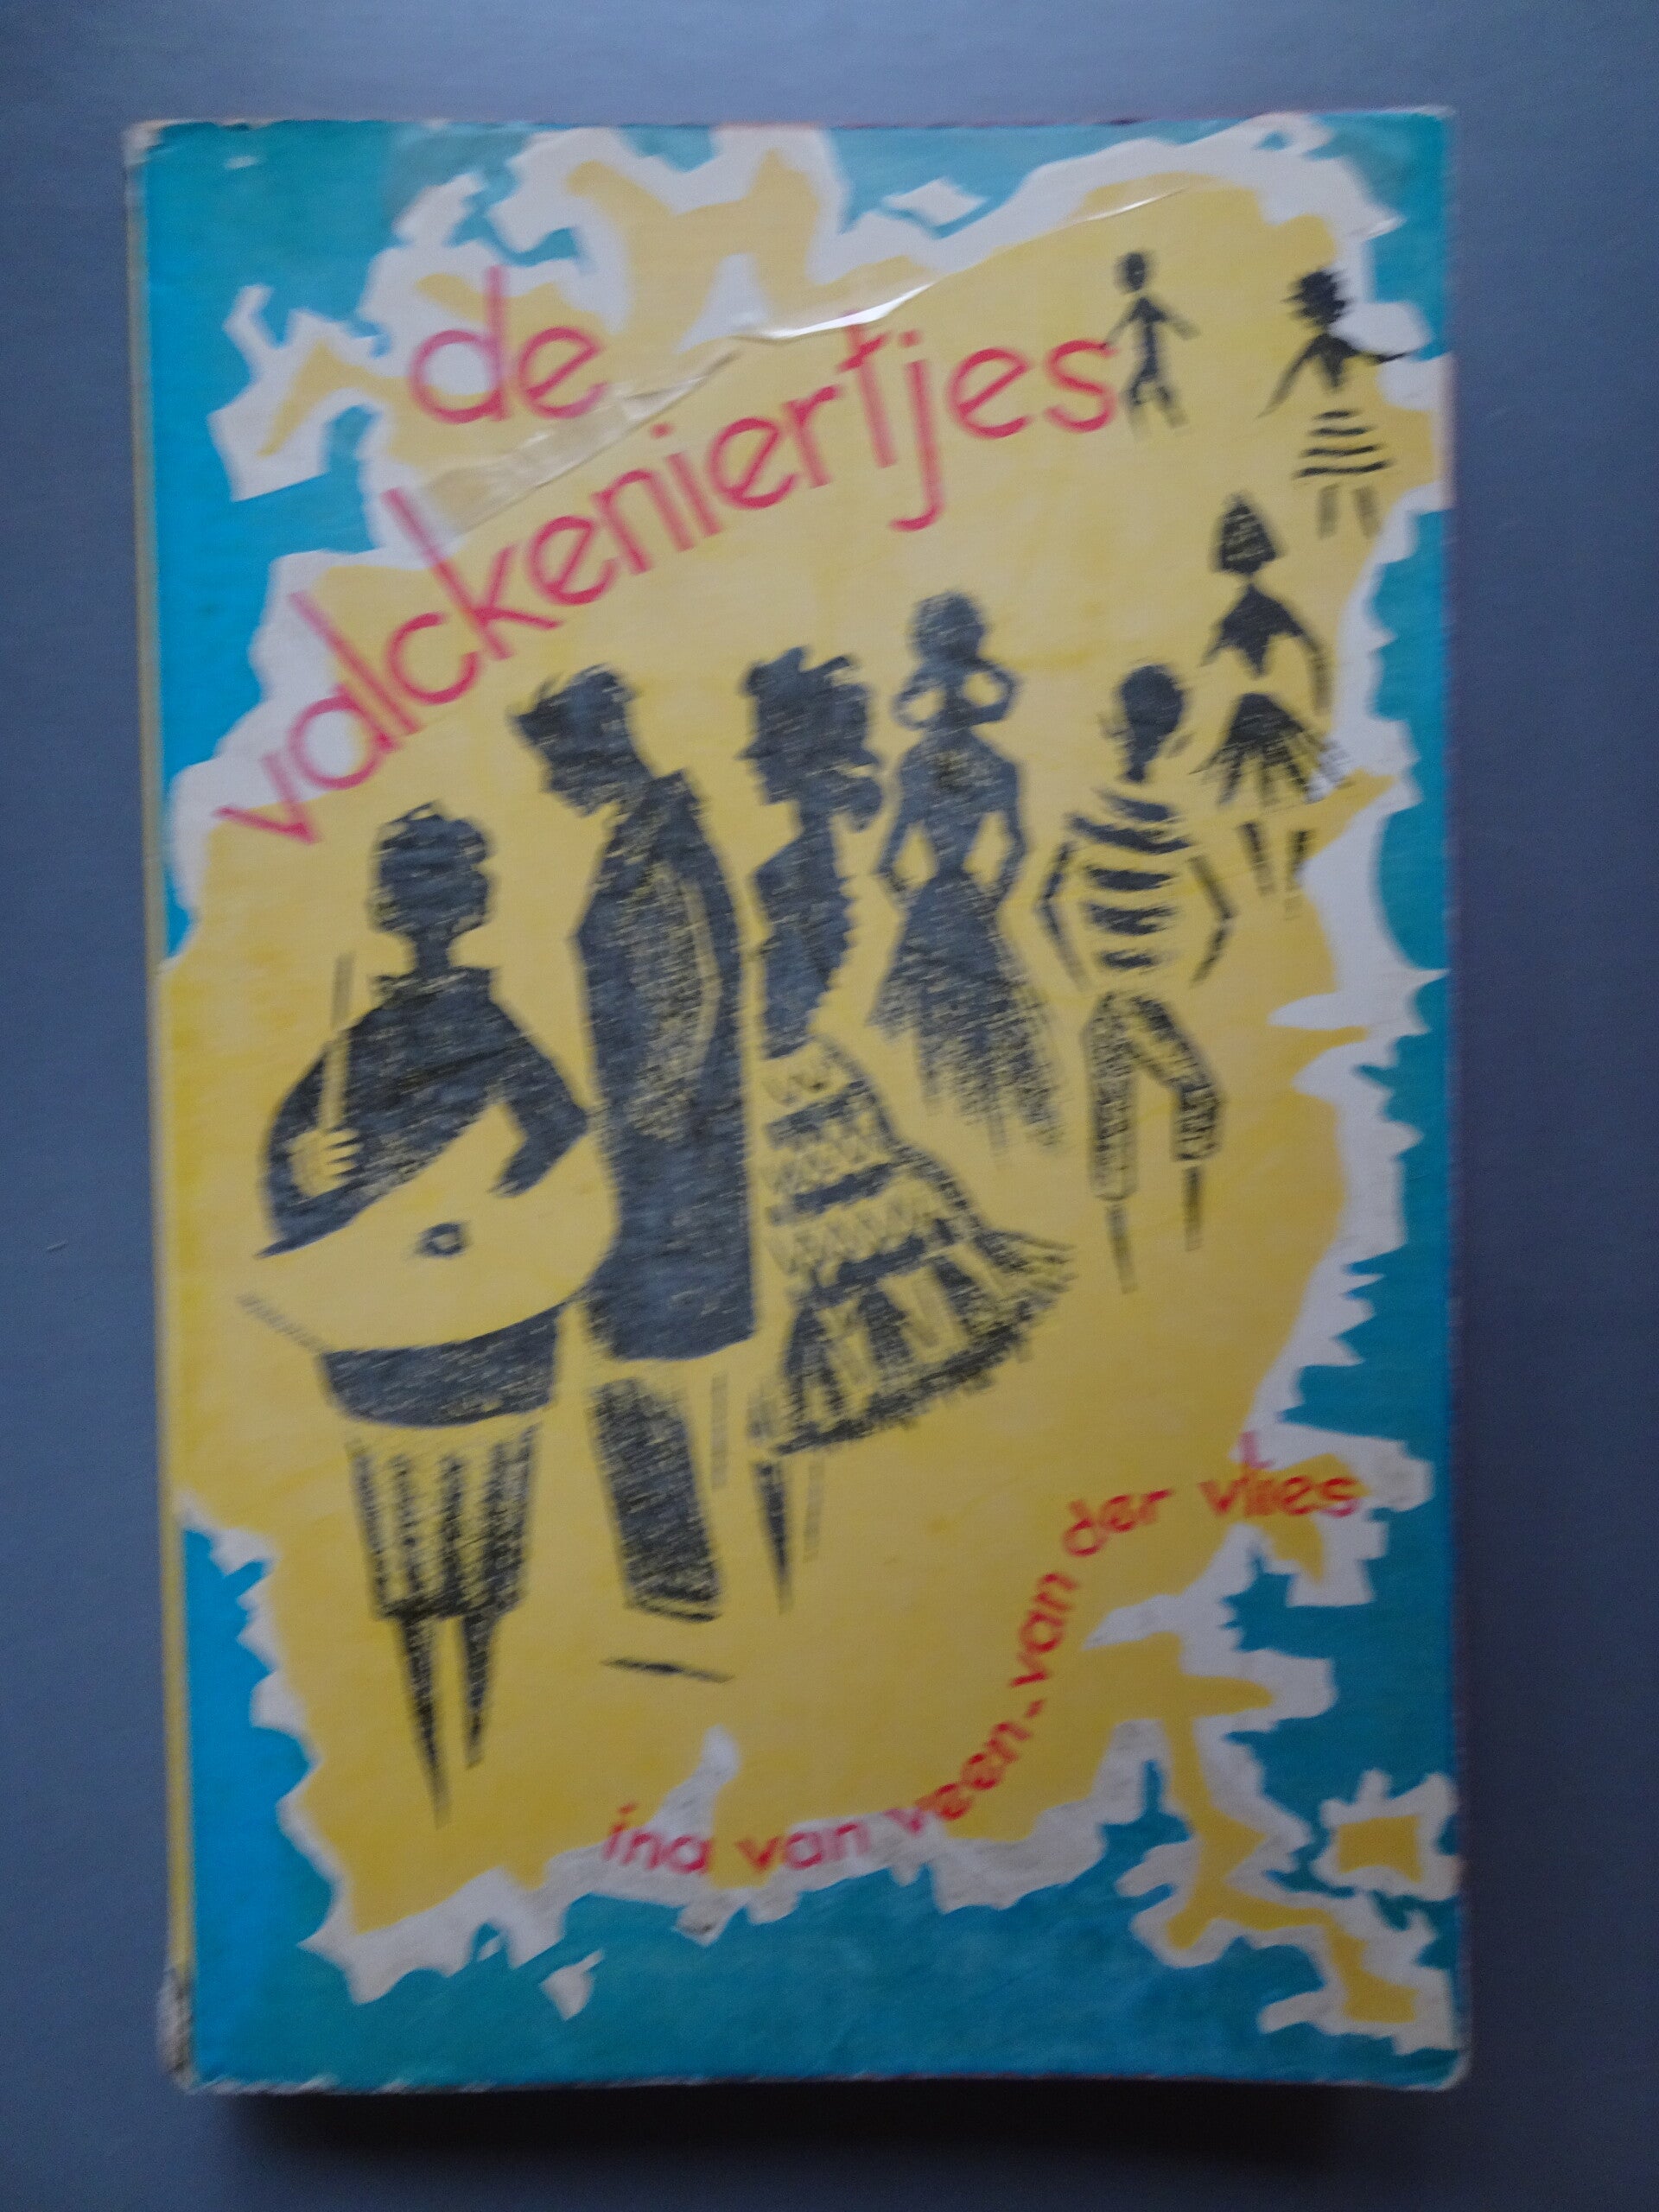 de
valckeniertjes
ina van veen-van der vlies